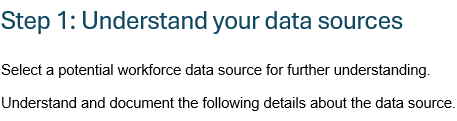 Step 1: Understand your data sources
Select a potential workforce data source for further understanding.
Understand and document the following details about the data source.